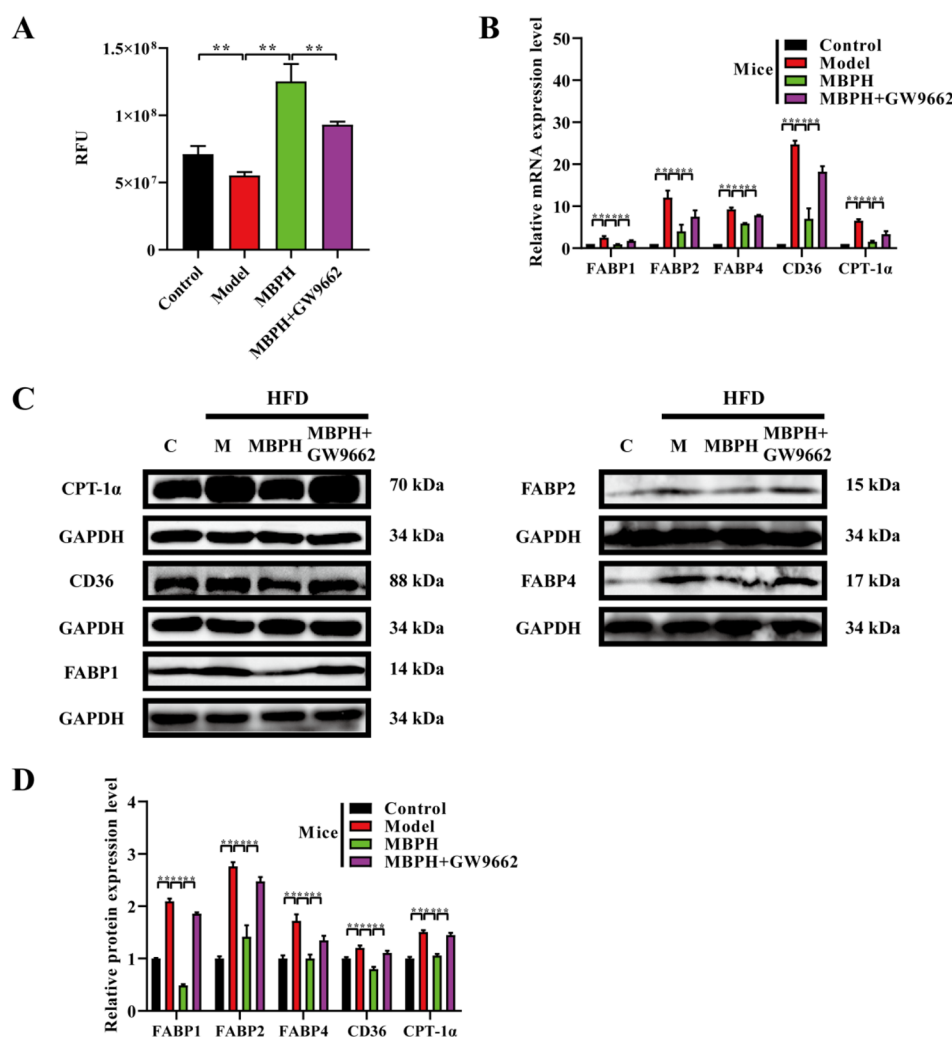 A
RFU
1.5×10⁸
1×10⁸
5×10⁷
0
** ** **
Control
Model
MBPH
MBPH+GW9662
B
Relative mRNA expression level
50
40
30
20
10
0
Mice
Control
Model
MBPH
MBPH+GW9662
******
******
******
******
******
FABP1 FABP2 FABP4 CD36 CPT-1α
C
HFD
C M MBPH MBPH+
GW9662
CPT-1α 70 kDa
GAPDH 34 kDa
CD36 88 kDa
GAPDH 34 kDa
FABP1 14 kDa
GAPDH 34 kDa
HFD
C M MBPH MBPH+
GW9662
FABP2 15 kDa
GAPDH 34 kDa
FABP4 17 kDa
GAPDH 34 kDa
D
Relative protein expression level
4
3
2
1
0
Mice
Control
Model
MBPH
MBPH+GW9662
******
******
******
******
******
FABP1 FABP2 FABP4 CD36 CPT-1α